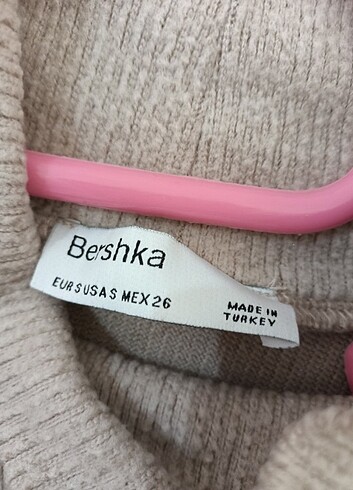 Bershka
EUR S USA S MEX 26
MADE IN
TURKEY